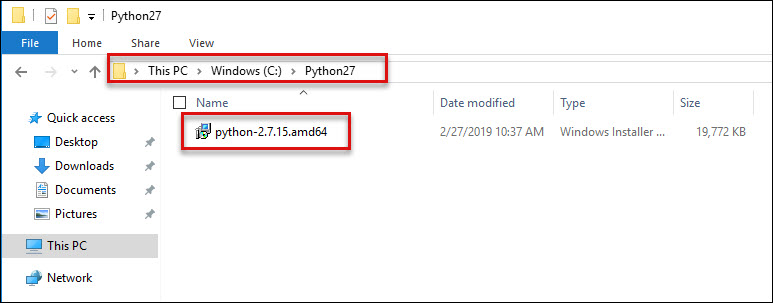 Python27
File Home Share View
This PC > Windows (C:) > Python27
Name Date modified Type Size
python-2.7.15.amd64 2/27/2019 10:37 AM Windows Installer ... 19,772 KB
Quick access
Desktop
Downloads
Documents
Pictures
This PC
Network